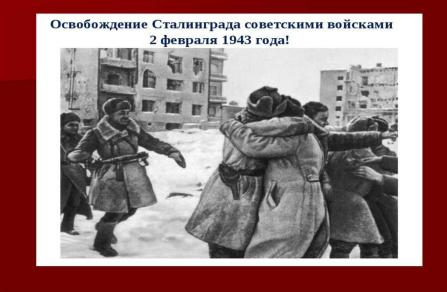 Освобождение Сталинграда советскими войсками
2 февраля 1943 года!